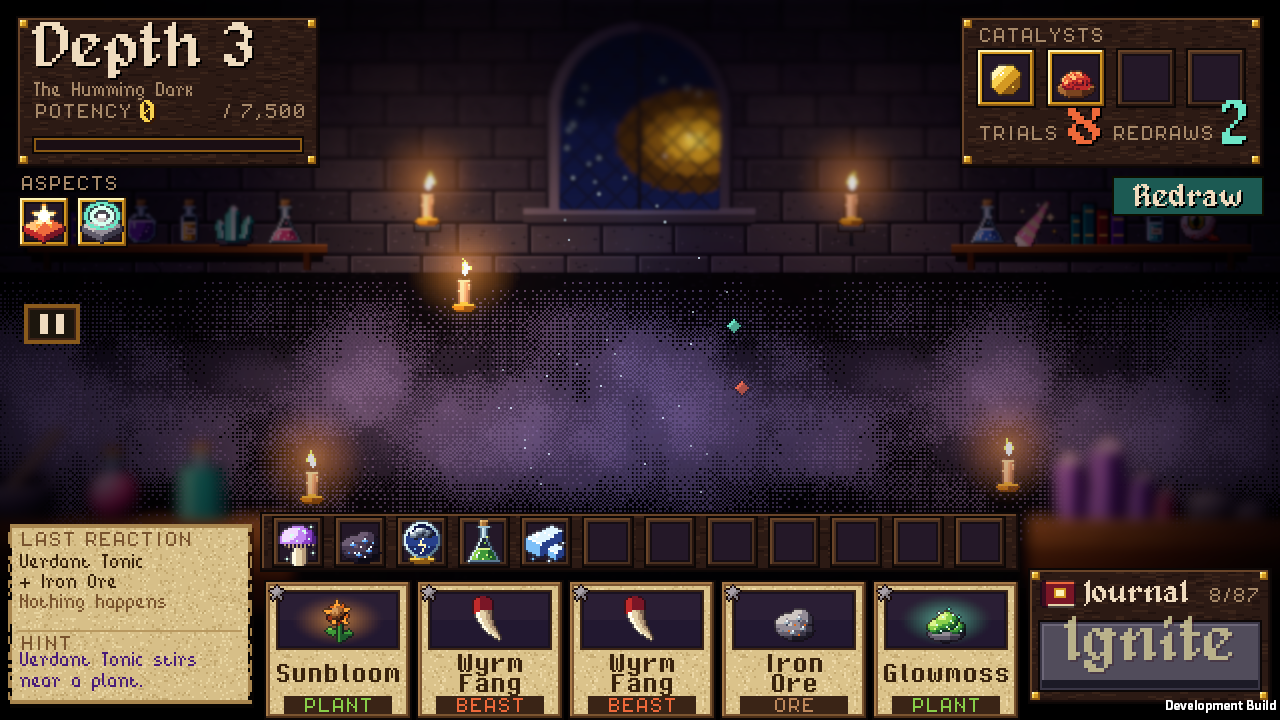 Depth 3
The Humming Dark
POTENCY 0 / 7,500
ASPECTS
CATALYSTS
TRIALS 8 REDRAWS 2
Redraw
LAST REACTION
Verdant Tonic
+ Iron Ore
Nothing happens
HINT
Verdant Tonic stirs
near a plant.
Sunbloom
PLANT
Wyrm
Fang
BEAST
Wyrm
Fang
BEAST
Iron
Ore
ORE
Glowmoss
PLANT
Journal 8/87
Ignite
Development Build